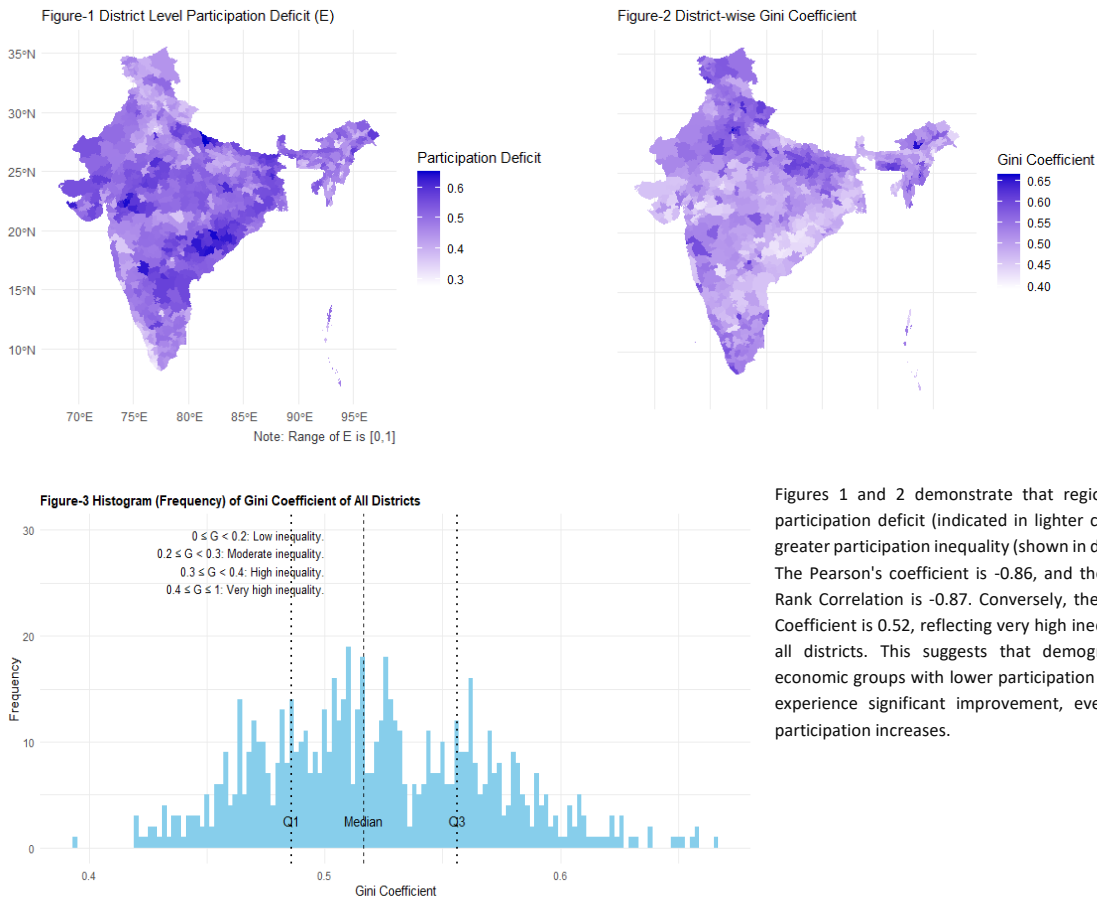 Figure-1 District Level Participation Deficit (E)
35°N
30°N
25°N
20°N
15°N
10°N
70°E 75°E 80°E 85°E 90°E 95°E
Note: Range of E is [0,1]
Participation Deficit
0.6
0.5
0.4
0.3
Figure-2 District-wise Gini Coefficient
Gini Coefficient
0.65
0.60
0.55
0.50
0.45
0.40
Figure-3 Histogram (Frequency) of Gini Coefficient of All Districts
0 ≤ G < 0.2: Low inequality.
0.2 ≤ G < 0.3: Moderate inequality.
0.3 ≤ G < 0.4: High inequality.
0.4 ≤ G ≤ 1: Very high inequality.
30
20
10
0
Frequency
Q1 Median Q3
0.4 0.5 0.6
Gini Coefficient
Figures 1 and 2 demonstrate that
participation deficit (indicated in lighter
greater participation inequality (shown in
The Pearson's coefficient is -0.86, and
Rank Correlation is -0.87. Conversely,
Coefficient is 0.52, reflecting very high
all districts. This suggests that
economic groups with lower participation
experience significant improvement,
participation increases.